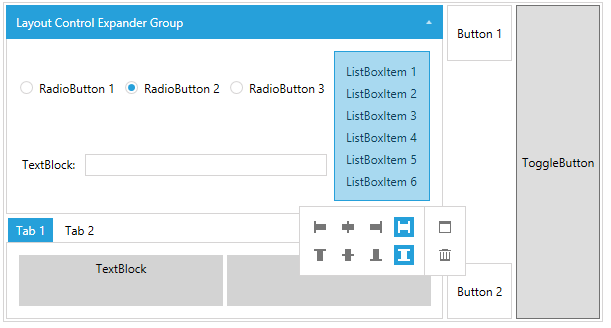 Layout Control Expander Group
Button 1
RadioButton 1
RadioButton 2
RadioButton 3
ListBoxItem 1
ListBoxItem 2
ListBoxItem 3
ListBoxItem 4
ListBoxItem 5
ListBoxItem 6
TextBlock:
ToggleButton
Tab 1
Tab 2
TextBlock
Button 2